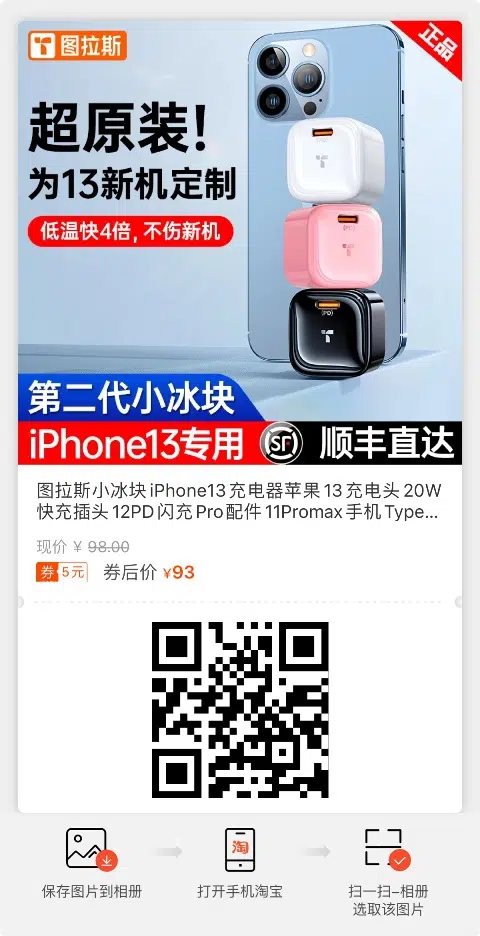 图拉斯
正品
超原装!
为13新机定制
低温快4倍,不伤新机
(PD)
(PD)
第二代小冰块
iPhone13专用 SF 顺丰直达
图拉斯小冰块iPhone13充电器苹果13充电头20W
快充插头12PD闪充Pro配件11Promax手机Type...
现价 ¥ 98.00
券 5元 券后价 ¥93
淘
保存图片到相册
打开手机淘宝
扫一扫-相册
选取该图片